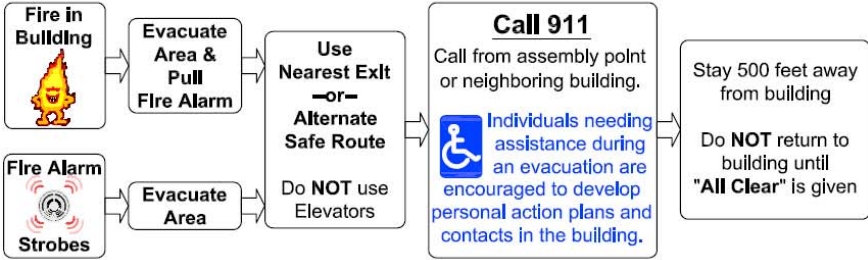 Fire in
Building
Evacuate
Area &
Pull
FIre Alarm
FIre Alarm
Strobes
Evacuate
Area
Use
Nearest ExIt
—or—
Alternate
Safe Route
Do NOT use
Elevators
Call 911
Call from assembly point
or neighboring building.
Individuals needing
assistance during
an evacuation are
encouraged to develop
personal action plans and
contacts in the building.
Stay 500 feet away
from building
Do NOT return to
building until
"All Clear" is given